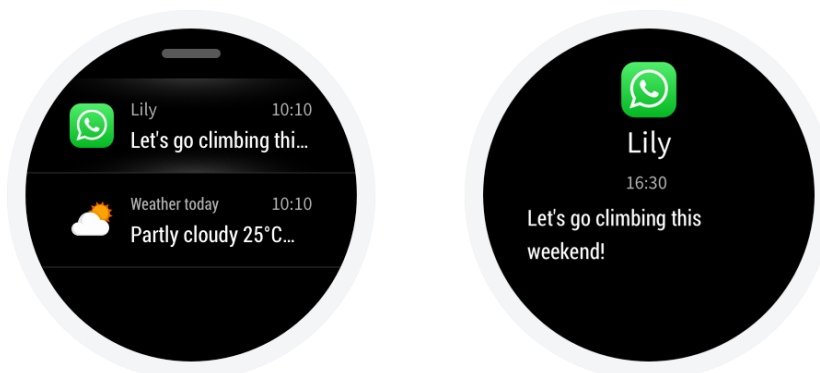 Lily 10:10
Let's go climbing thi...
Weather today 10:10
Partly cloudy 25°C...
Lily
16:30
Let's go climbing this
weekend!